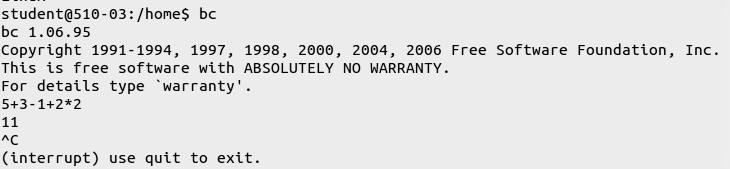 student@510-03:/home$ bc
bc 1.06.95
Copyright 1991-1994, 1997, 1998, 2000, 2004, 2006 Free Software Foundation, Inc.
This is free software with ABSOLUTELY NO WARRANTY.
For details type `warranty'.
5+3-1+2*2
11
^C
(interrupt) use quit to exit.